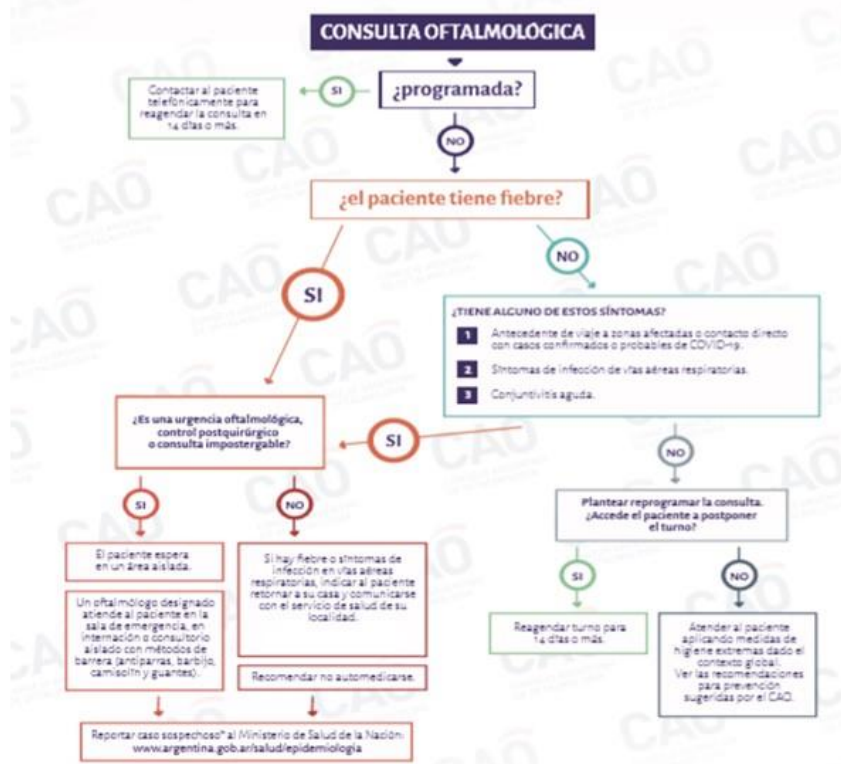 CONSULTA OFTALMOLÓGICA
¿programada?
SI
Contactar al paciente
telefónicamente para
reagendar la consulta en
14 días o más.
NO
¿el paciente tiene fiebre?
SI
NO
¿TIENE ALGUNO DE ESTOS SÍNTOMAS?
1 Antecedente de viaje a zonas afectadas o contacto directo
con casos confirmados o probables de COVID-19.
2 Síntomas de infección de vías aéreas respiratorias.
3 Conjuntivitis aguda.
SI
NO
¿Es una urgencia oftalmológica,
control postquirúrgico
o consulta impostergable?
SI
NO
El paciente espera
en un área aislada.
Un oftalmólogo designado
atiende al paciente en la
sala de emergencia, en
internación o consultorio
aislado con métodos de
barrera (antiparras, barbijo,
camisolín y guantes).
Si hay fiebre o síntomas de
infección en vías aéreas
respiratorias, indicar al paciente
retornar a su casa y comunicarse
con el servicio de salud de su
localidad.
Recomendar no automedicarse.
Reportar caso sospechoso* al Ministerio de Salud de la Nación:
www.argentina.gob.ar/salud/epidemiologia
Plantear reprogramar la consulta.
¿Accede el paciente a postponer
el turno?
SI
NO
Reagendar turno para
14 días o más.
Atender al paciente
aplicando medidas de
higiene extremas dado el
contexto global.
Ver las recomendaciones
para prevención
sugeridas por el CAO.
CAO